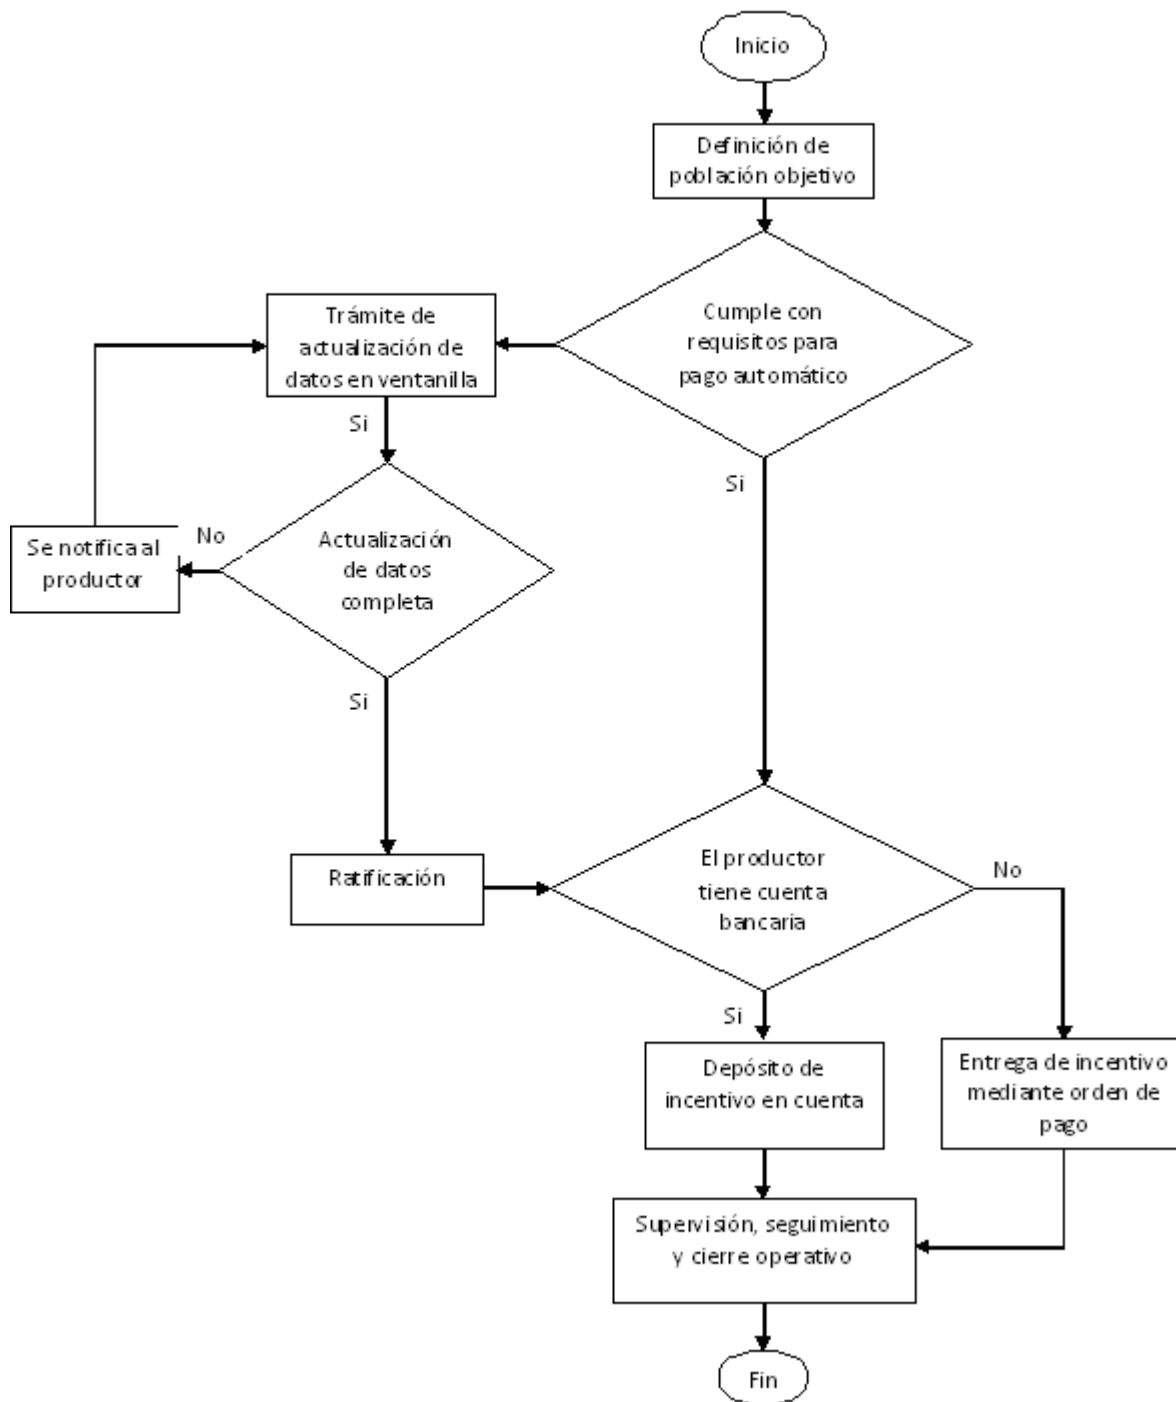 Inicio
Definición de
población objetivo
Cumple con
requisitos para
pago automático
Trámite de
actualización de
datos en ventanilla
Si
Si
Se notifica al
productor
No
Actualización
de datos
completa
Si
Ratificación
El productor
tiene cuenta
bancaria
No
Si
Depósito de
incentivo en cuenta
Entrega de incentivo
mediante orden de
pago
Supervisión, seguimiento
y cierre operativo
Fin